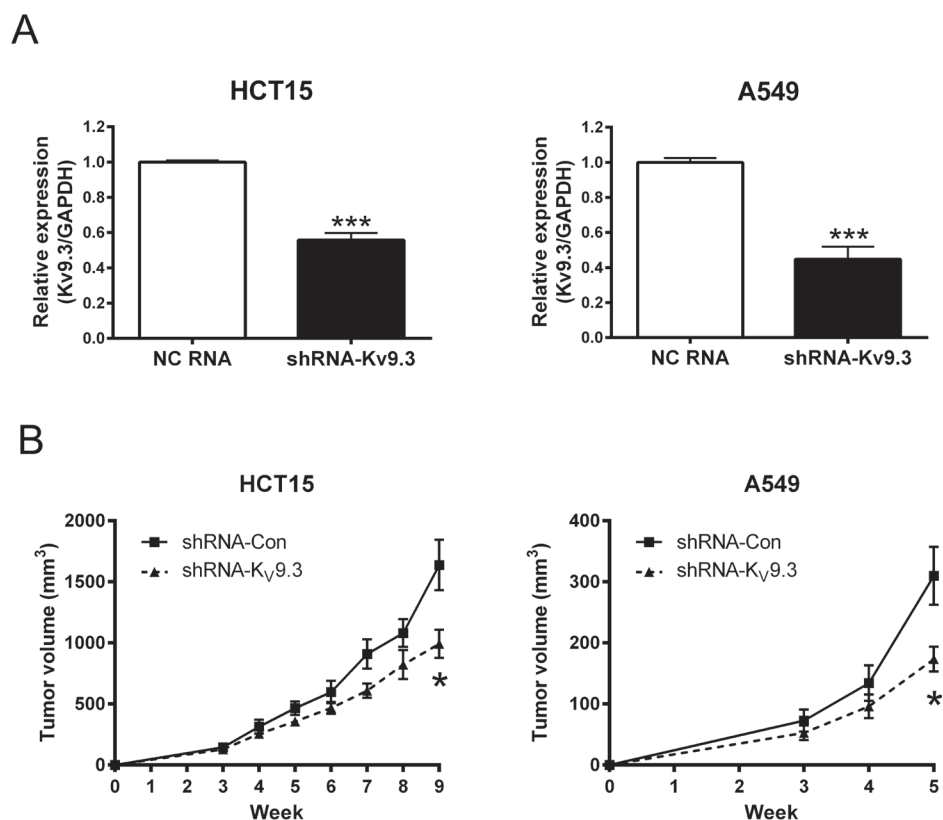 A
HCT15
Relative expression
(Kv9.3/GAPDH)
1.2
1.0
0.8
0.6
0.4
0.2
0.0
***
NC RNA
shRNA-Kv9.3
A549
Relative expression
(Kv9.3/GAPDH)
1.2
1.0
0.8
0.6
0.4
0.2
0.0
***
NC RNA
shRNA-Kv9.3
B
HCT15
Tumor volume (mm³)
2000
1500
1000
500
0
shRNA-Con
shRNA-Kᵥ9.3
*
0 1 2 3 4 5 6 7 8 9
Week
A549
Tumor volume (mm³)
400
300
200
100
0
shRNA-Con
shRNA-Kᵥ9.3
*
0 1 2 3 4 5
Week